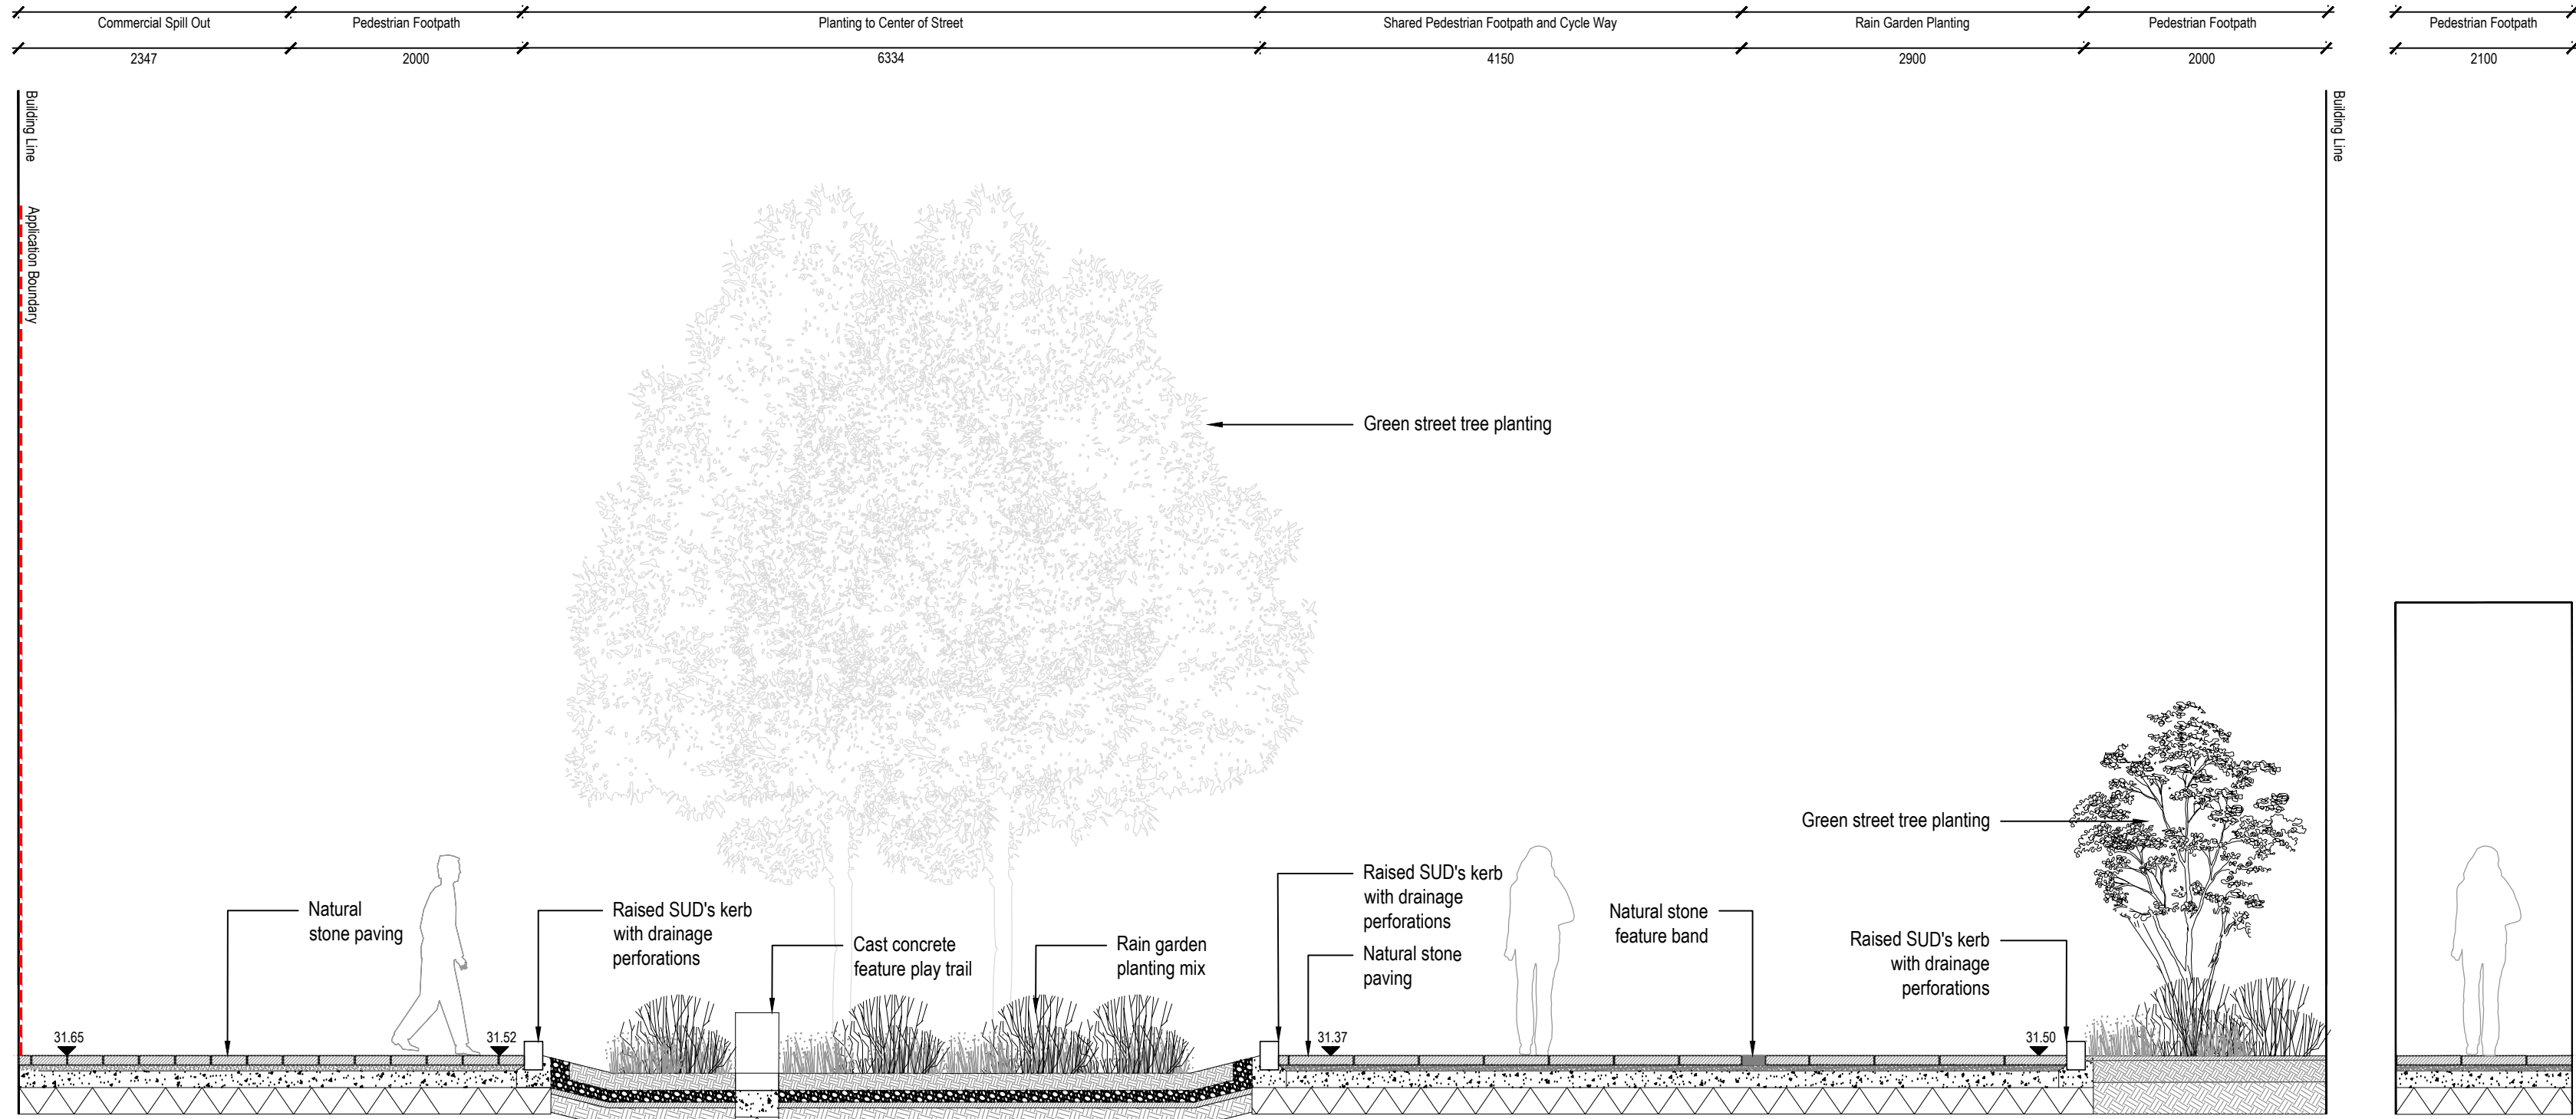 Commercial Spill Out
Pedestrian Footpath
Planting to Center of Street
Shared Pedestrian Footpath and Cycle Way
Rain Garden Planting
Pedestrian Footpath
Pedestrian Footpath
2347
2000
6334
4150
2900
2000
2100
Building Line
Application Boundary
Building Line
Green street tree planting
Green street tree planting
Natural
stone paving
Raised SUD's kerb
with drainage
perforations
Cast concrete
feature play trail
Rain garden
planting mix
Raised SUD's kerb
with drainage
perforations
Natural stone
paving
Natural stone
feature band
Raised SUD's kerb
with drainage
perforations
31.65
31.52
31.37
31.50